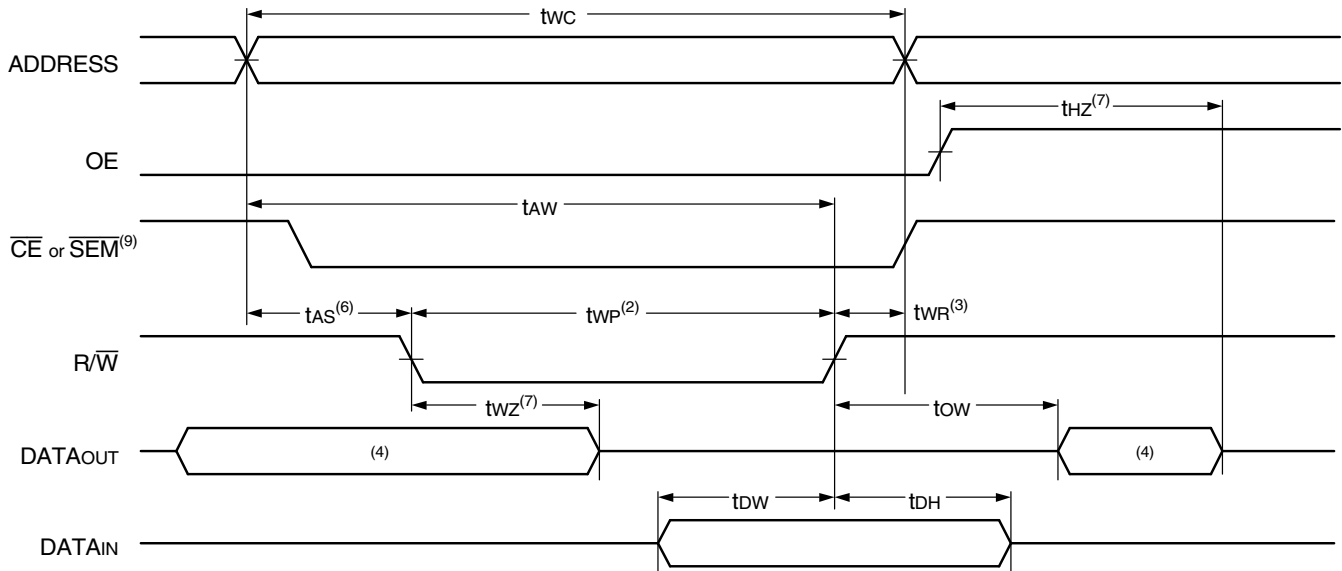 tWC
ADDRESS
tHZ(7)
OE
tAW
CE or SEM(9)
tAS(6) tWP(2) tWR(3)
R/W
tWZ(7) tOW
DATAOUT (4) (4)
tDW tDH
DATAIN